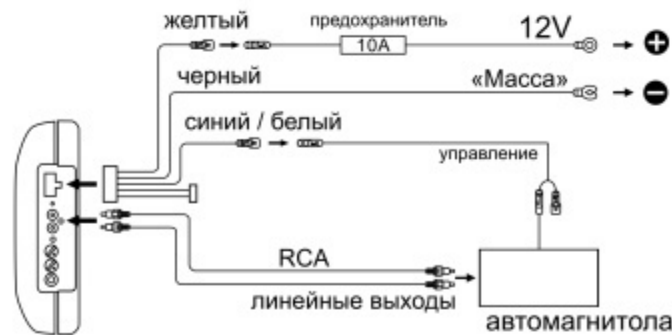 желтый
предохранитель
10A
12V
черный
«Масса»
синий / белый
управление
RCA
линейные выходы
автомагнитола